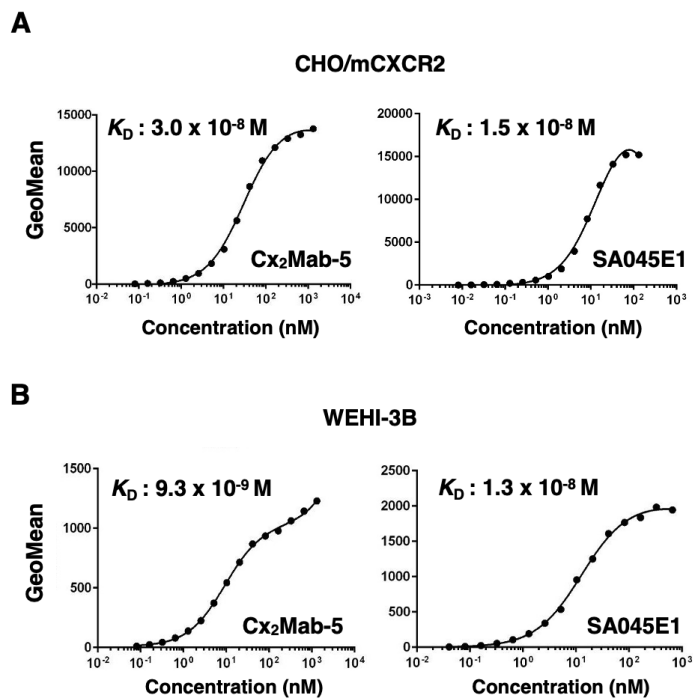 A
CHO/mCXCR2
K_D : 3.0 x 10⁻⁸ M
15000
10000
5000
0
GeoMean
Cx₂Mab-5
10⁻² 10⁻¹ 10⁰ 10¹ 10² 10³ 10⁴
Concentration (nM)
K_D : 1.5 x 10⁻⁸ M
20000
15000
10000
5000
0
SA045E1
10⁻³ 10⁻² 10⁻¹ 10⁰ 10¹ 10² 10³
Concentration (nM)
B
WEHI-3B
K_D : 9.3 x 10⁻⁹ M
1500
1000
500
0
GeoMean
Cx₂Mab-5
10⁻² 10⁻¹ 10⁰ 10¹ 10² 10³ 10⁴
Concentration (nM)
K_D : 1.3 x 10⁻⁸ M
2500
2000
1500
1000
500
0
SA045E1
10⁻² 10⁻¹ 10⁰ 10¹ 10² 10³
Concentration (nM)